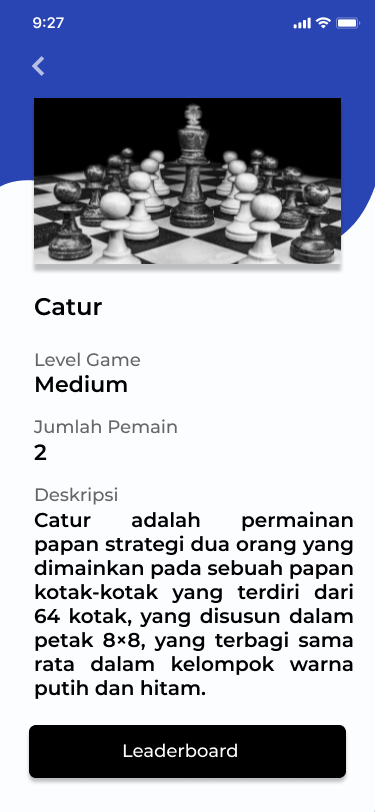 9:27
Catur
Level Game
Medium
Jumlah Pemain
2
Deskripsi
Catur adalah permainan
papan strategi dua orang yang
dimainkan pada sebuah papan
kotak-kotak yang terdiri dari
64 kotak, yang disusun dalam
petak 8×8, yang terbagi sama
rata dalam kelompok warna
putih dan hitam.
Leaderboard